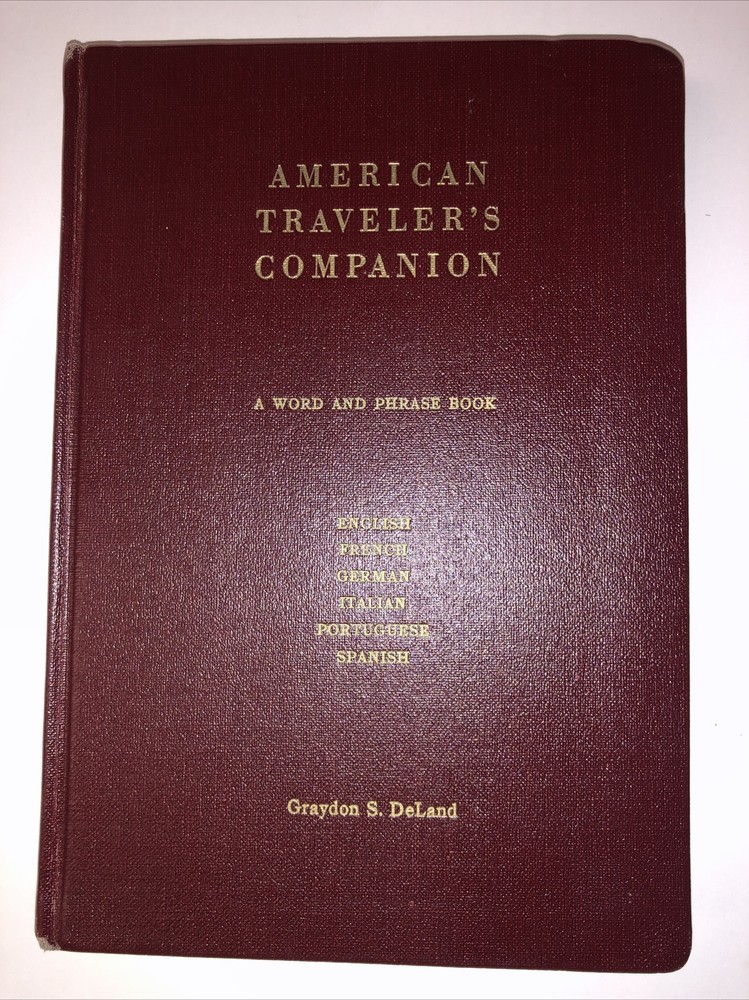 AMERICAN
TRAVELER'S
COMPANION
A WORD AND PHRASE BOOK
ENGLISH
FRENCH
GERMAN
ITALIAN
PORTUGUESE
SPANISH
Graydon S. DeLand